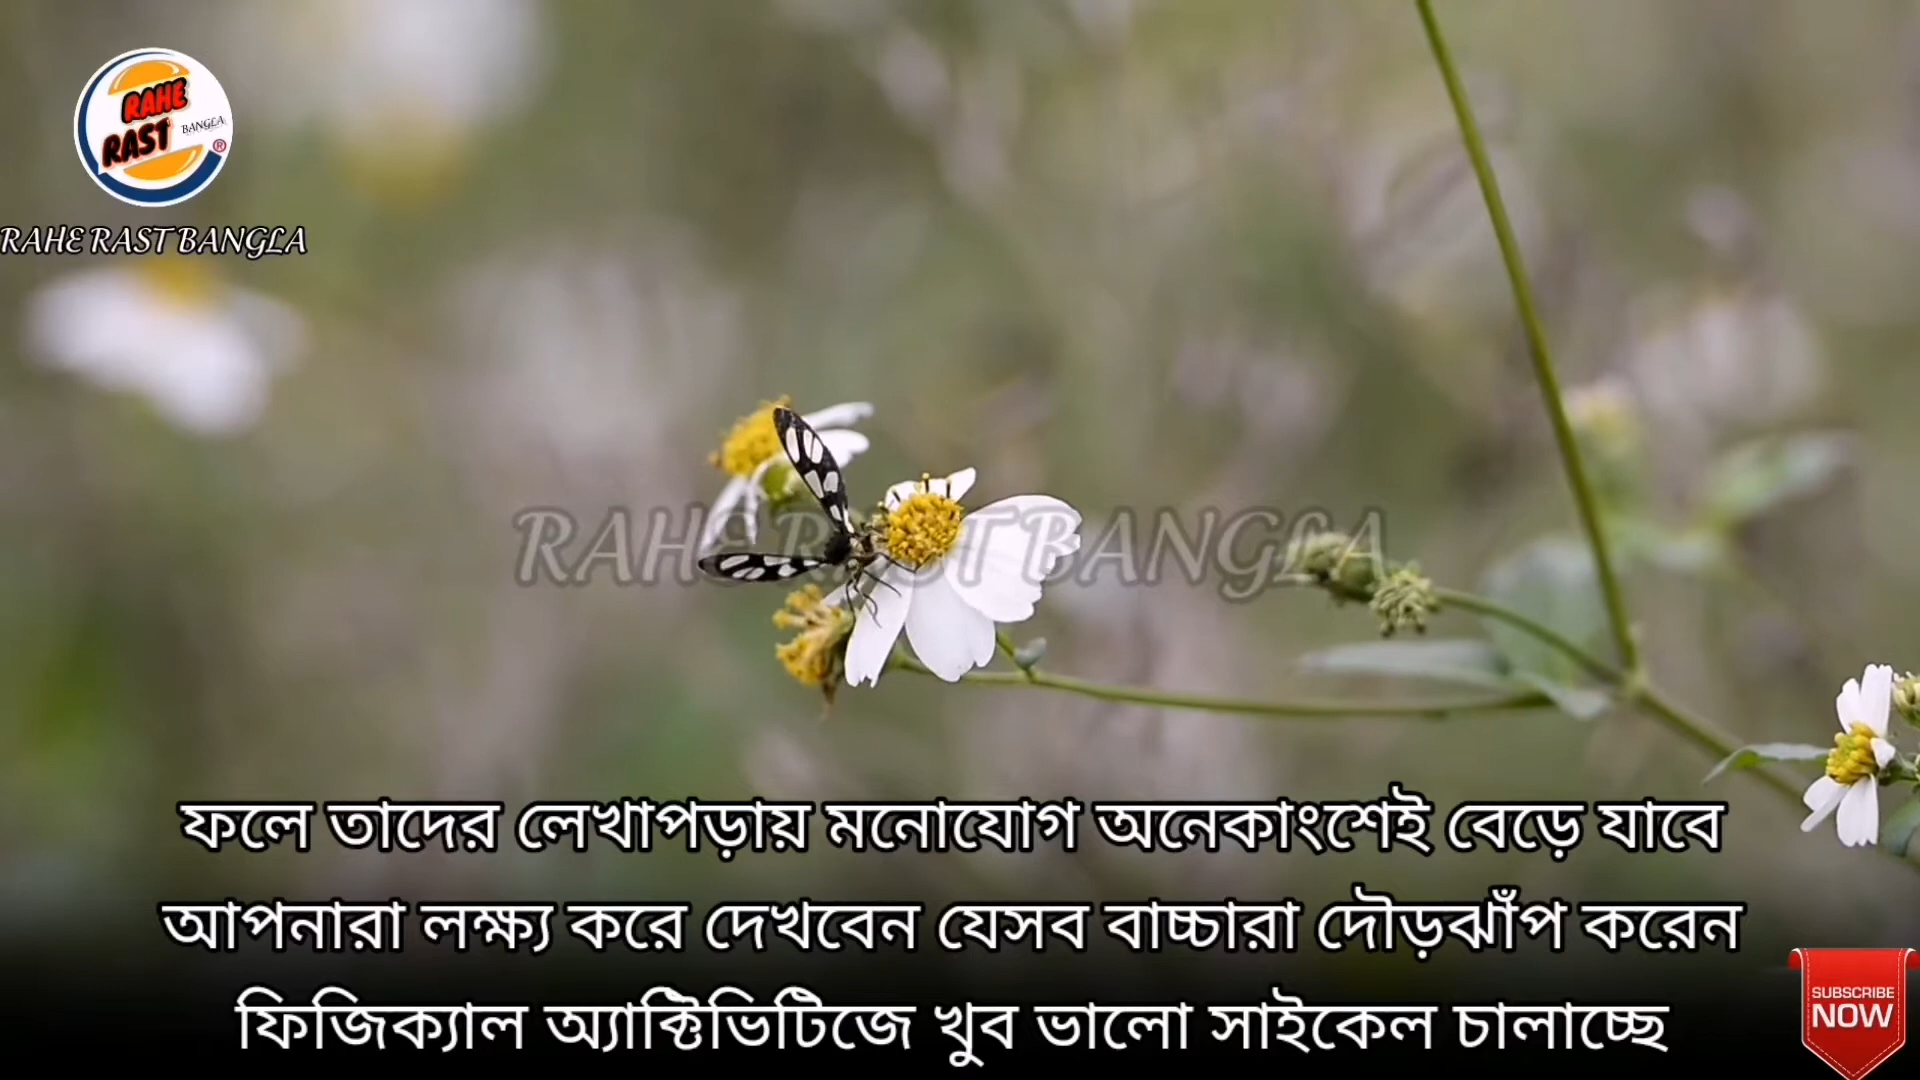 RAHE
RAST BANGLA
®
RAHE RAST BANGLA
RAHE RAST BANGLA
ফলে তাদের লেখাপড়ায় মনোযোগ অনেকাংশেই বেড়ে যাবে
আপনারা লক্ষ্য করে দেখবেন যেসব বাচ্চারা দৌড়ঝাঁপ করেন
ফিজিক্যাল অ্যাক্টিভিটিজে খুব ভালো সাইকেল চালাচ্ছে
SUBSCRIBE
NOW